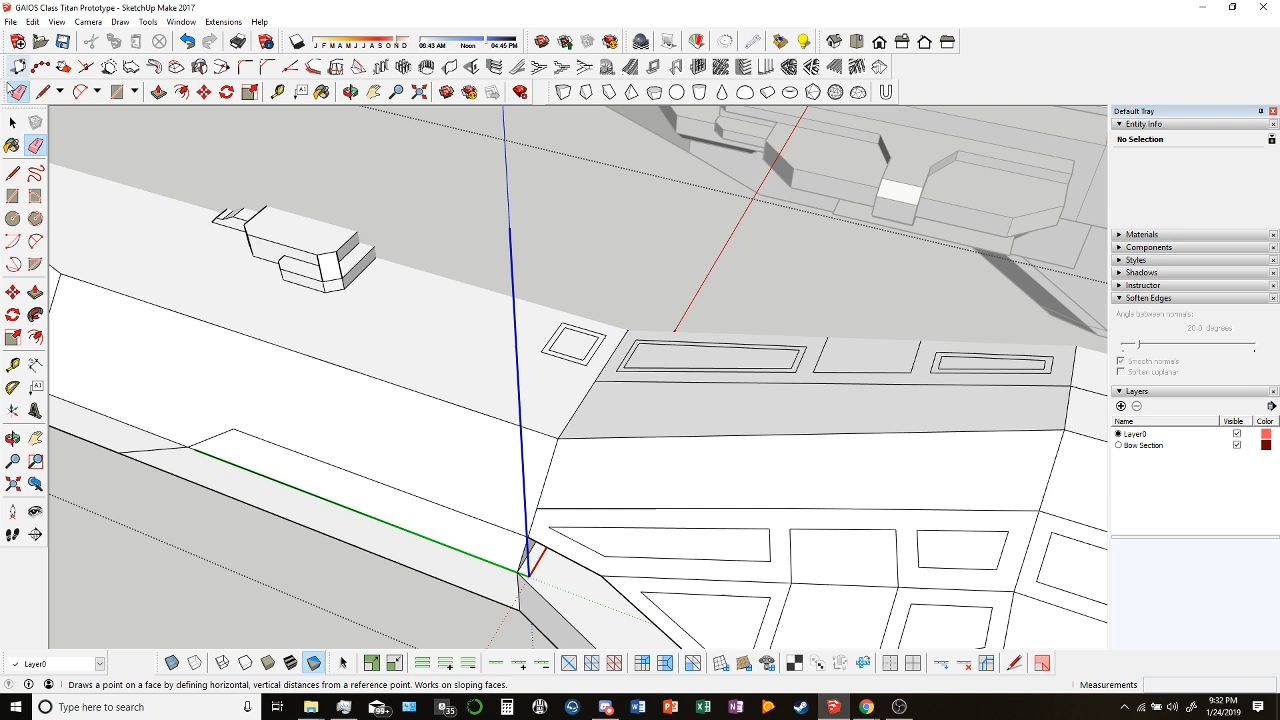 GAIOS Class Titan Prototype - SketchUp Make 2017
File Edit View Camera Draw Tools Window Extensions Help
J F M A M J J A S O N D
Noon 04:45 PM
Default Tray
Entity Info
No Selection
Materials
Components
Styles
Shadows
Instructor
Soften Edges
Angle between normals:
20.0 degrees
Smooth normals
Soften coplanar
Layers
Name Visible Color
Layer0
Bow Section
Layer0
Draws a point on a face by defining horizontal, vertical distances from a reference point. Works on sloping faces.
Measurements
Type here to search
99+
35
9:32 PM
1/24/2019